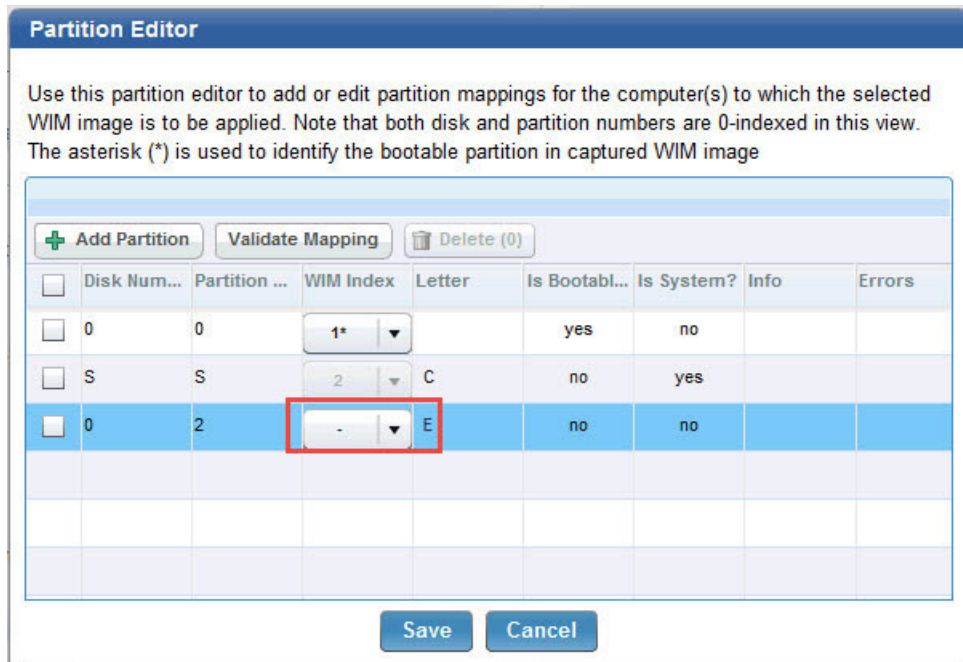 Partition Editor
Use this partition editor to add or edit partition mappings for the computer(s) to which the selected
WIM image is to be applied. Note that both disk and partition numbers are 0-indexed in this view.
The asterisk (*) is used to identify the bootable partition in captured WIM image
Add Partition Validate Mapping Delete (0)
Disk Num... Partition ... WIM Index Letter Is Bootabl... Is System? Info Errors
0 0 1* yes no
S S 2 C no yes
0 2 - E no no
Save Cancel